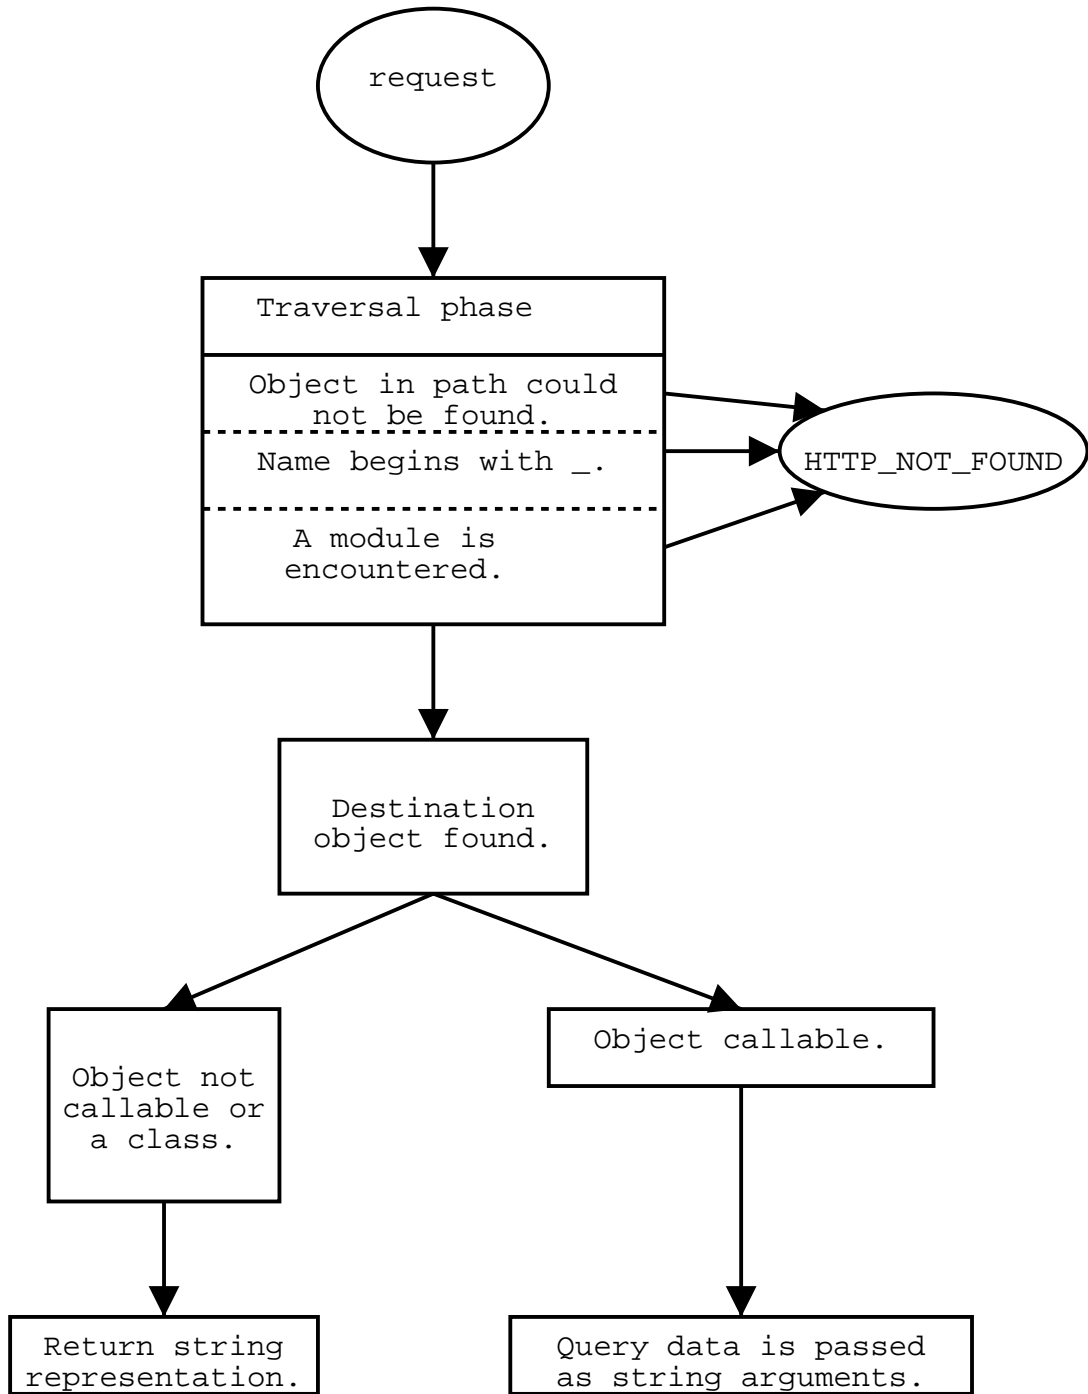 request
Traversal phase
Object in path could
not be found.
Name begins with _.
HTTP_NOT_FOUND
A module is
encountered.
Destination
object found.
Object callable.
Object not
callable or
a class.
Return string
representation.
Query data is passed
as string arguments.